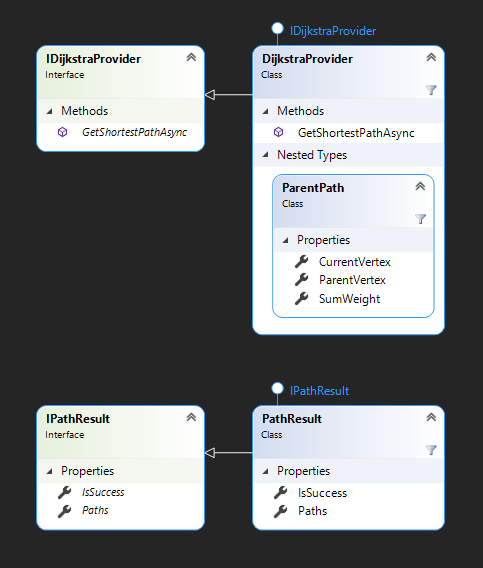 IDijkstraProvider
IDijkstraProvider
Interface
Methods
GetShortestPathAsync
DijkstraProvider
Class
Methods
GetShortestPathAsync
Nested Types
ParentPath
Class
Properties
CurrentVertex
ParentVertex
SumWeight
IPathResult
IPathResult
Interface
Properties
IsSuccess
Paths
PathResult
Class
Properties
IsSuccess
Paths